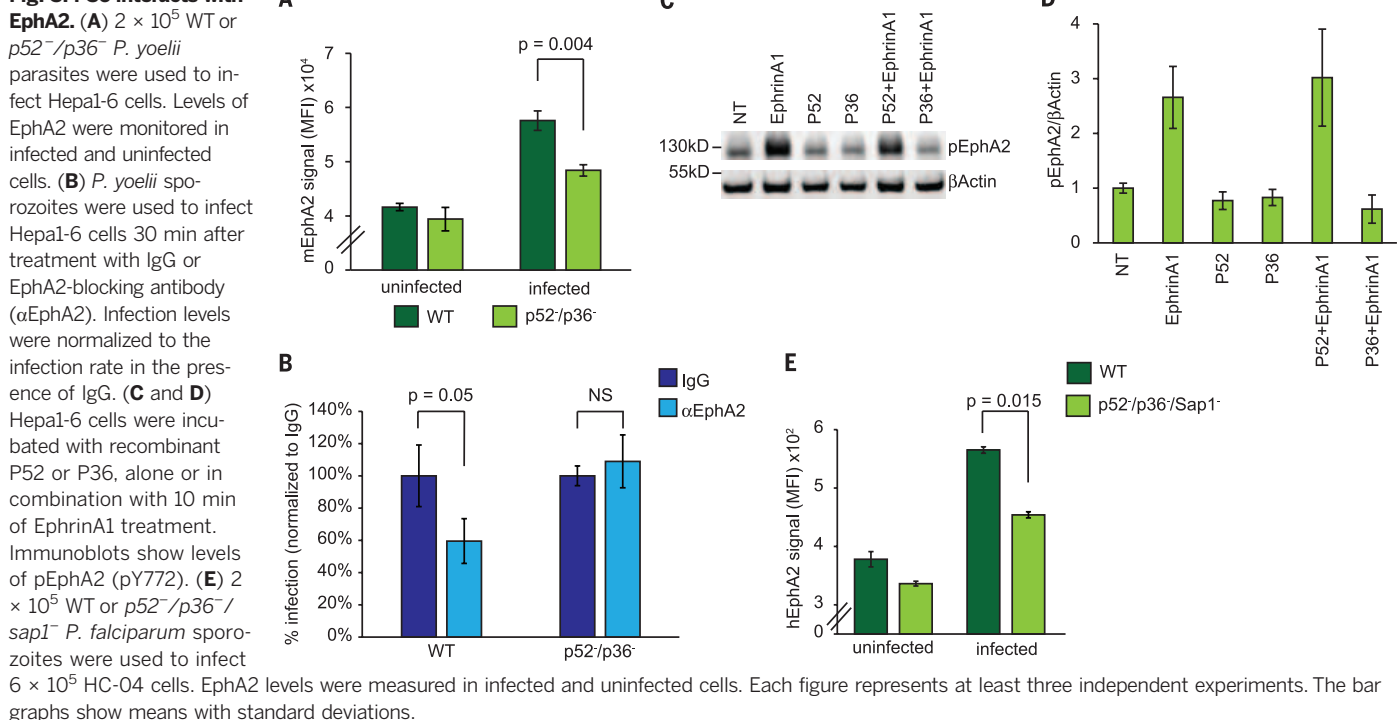 EphA2. (A) 2 × 10⁵ WT or
p52⁻/p36⁻ P. yoelii
parasites were used to in-
fect Hepa1-6 cells. Levels of
EphA2 were monitored in
infected and uninfected
cells. (B) P. yoelii spo-
rozoites were used to infect
Hepa1-6 cells 30 min after
treatment with IgG or
EphA2-blocking antibody
(αEphA2). Infection levels
were normalized to the
infection rate in the pres-
ence of IgG. (C and D)
Hepa1-6 cells were incu-
bated with recombinant
P52 or P36, alone or in
combination with 10 min
of EphrinA1 treatment.
Immunoblots show levels
of pEphA2 (pY772). (E) 2
× 10⁵ WT or p52⁻/p36⁻/
sap1⁻ P. falciparum sporo-
zoites were used to infect
6 × 10⁵ HC-04 cells. EphA2 levels were measured in infected and uninfected cells. Each figure represents at least three independent experiments. The bar
graphs show means with standard deviations.
mEphA2 signal (MFI) x10⁴
7
6
5
4
0
p = 0.004
uninfected
infected
WT
p52⁻/p36⁻
B
IgG
αEphA2
% infection (normalized to IgG)
140%
120%
100%
80%
60%
40%
20%
0%
p = 0.05
NS
WT
p52⁻/p36⁻
NT
EphrinA1
P52
P36
P52+EphrinA1
P36+EphrinA1
130kD
pEphA2
55kD
βActin
pEphA2/βActin
4
3
2
1
0
NT
EphrinA1
P52
P36
P52+EphrinA1
P36+EphrinA1
E
WT
p52⁻/p36⁻/Sap1⁻
hEphA2 signal (MFI) x10²
6
5
4
3
0
p = 0.015
uninfected
infected